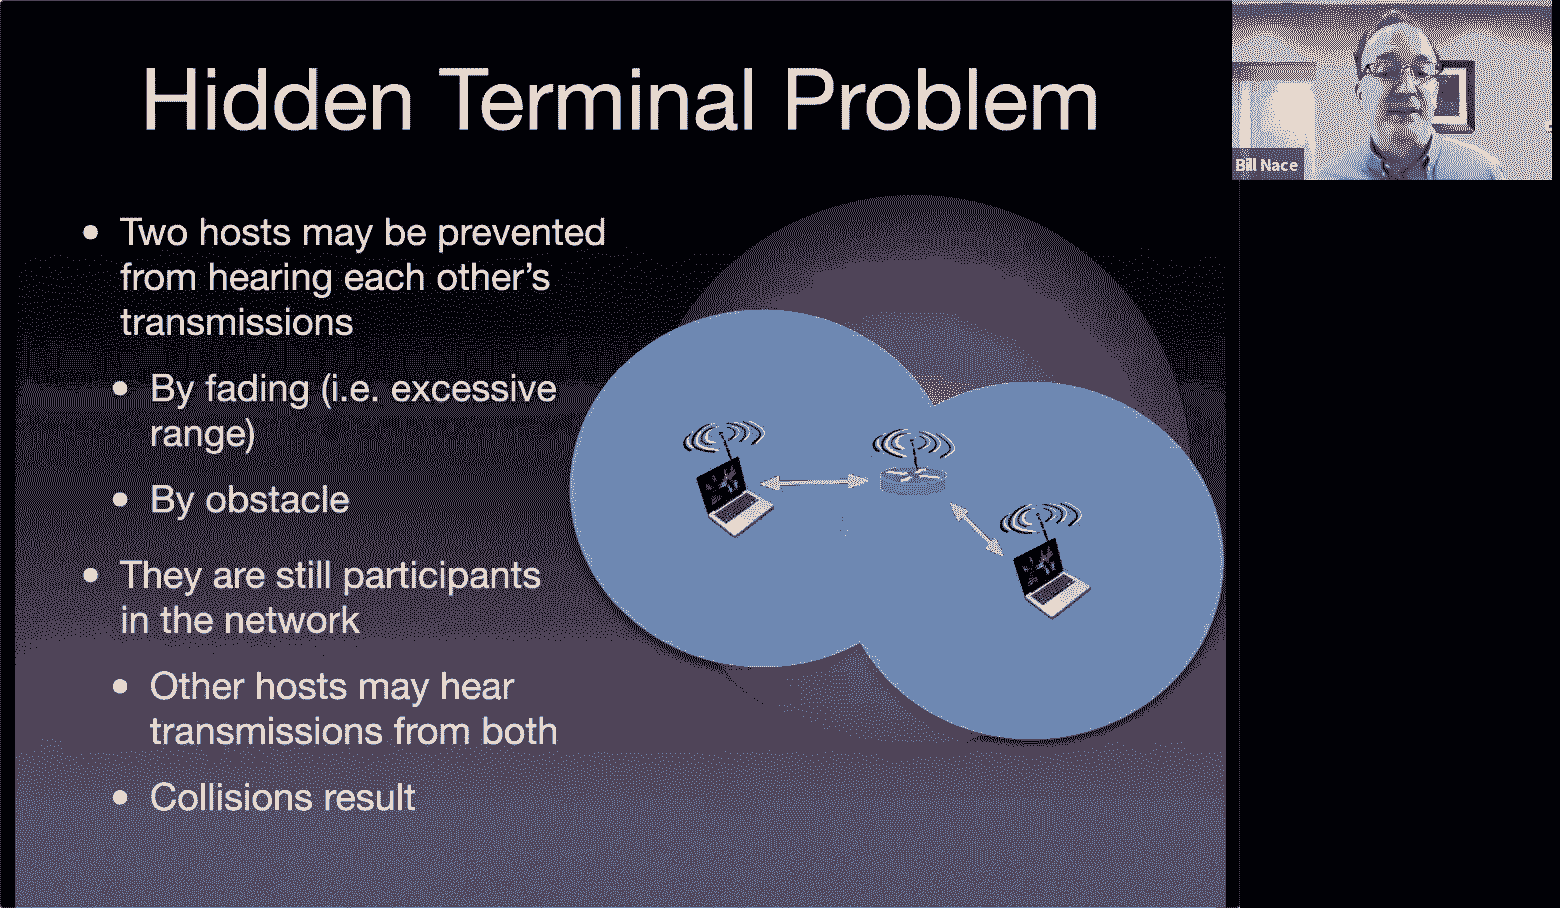 Hidden Terminal Problem
Bill Nace
• Two hosts may be prevented
from hearing each other's
transmissions
• By fading (i.e. excessive
range)
• By obstacle
• They are still participants
in the network
• Other hosts may hear
transmissions from both
• Collisions result